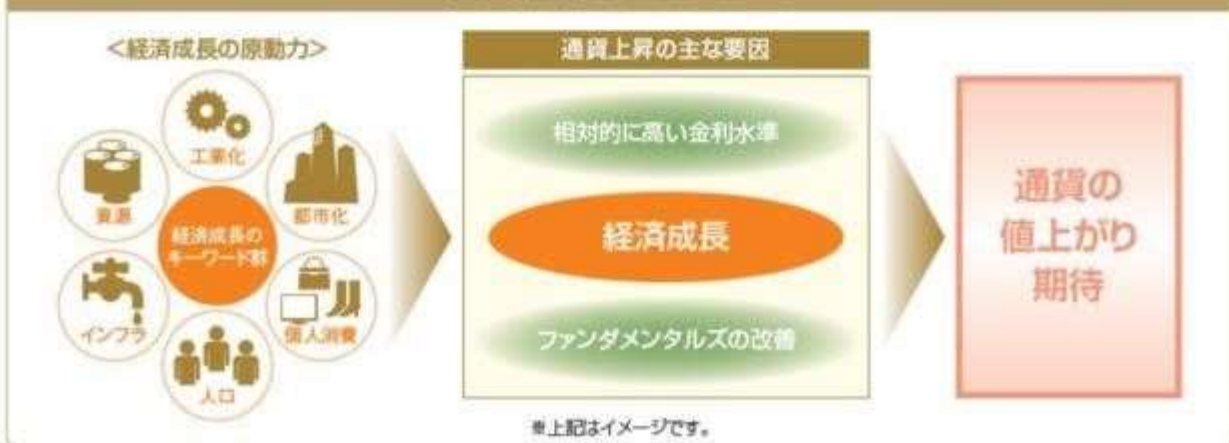 <経済成長の原動力>
工業化
資源
都市化
経済成長の
キーワード群
インフラ
個人消費
人口
通貨上昇の主な要因
相対的に高い金利水準
経済成長
ファンダメンタルズの改善
通貨の
値上がり
期待
※上記はイメージです。